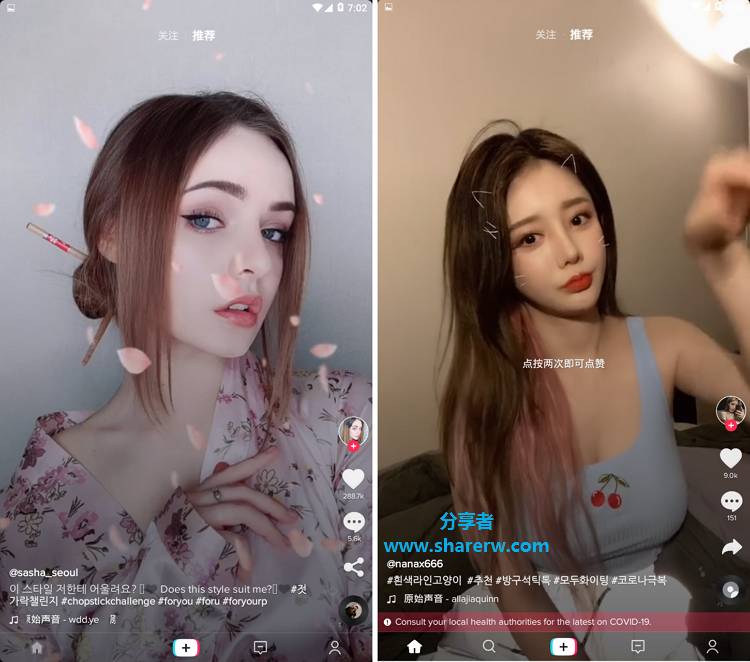 7:02
关注 推荐
@sasha_seoul
이 스타일 저한테 어울려요? Does this style suit me? #젓
가락챌린지 #chopstickchallenge #foryou #foru #foryourp
原始声音 - wdd.ye
288.7k
5.6k
7:02
关注 推荐
点按两次即可点赞
9.0k
151
分享者
www.sharerw.com
@nanax666
#흰색라인고양이 #추천 #방구석틱톡 #모두화이팅 #코로나극복
原始声音 - allajiaquinn
Consult your local health authorities for the latest on COVID-19.